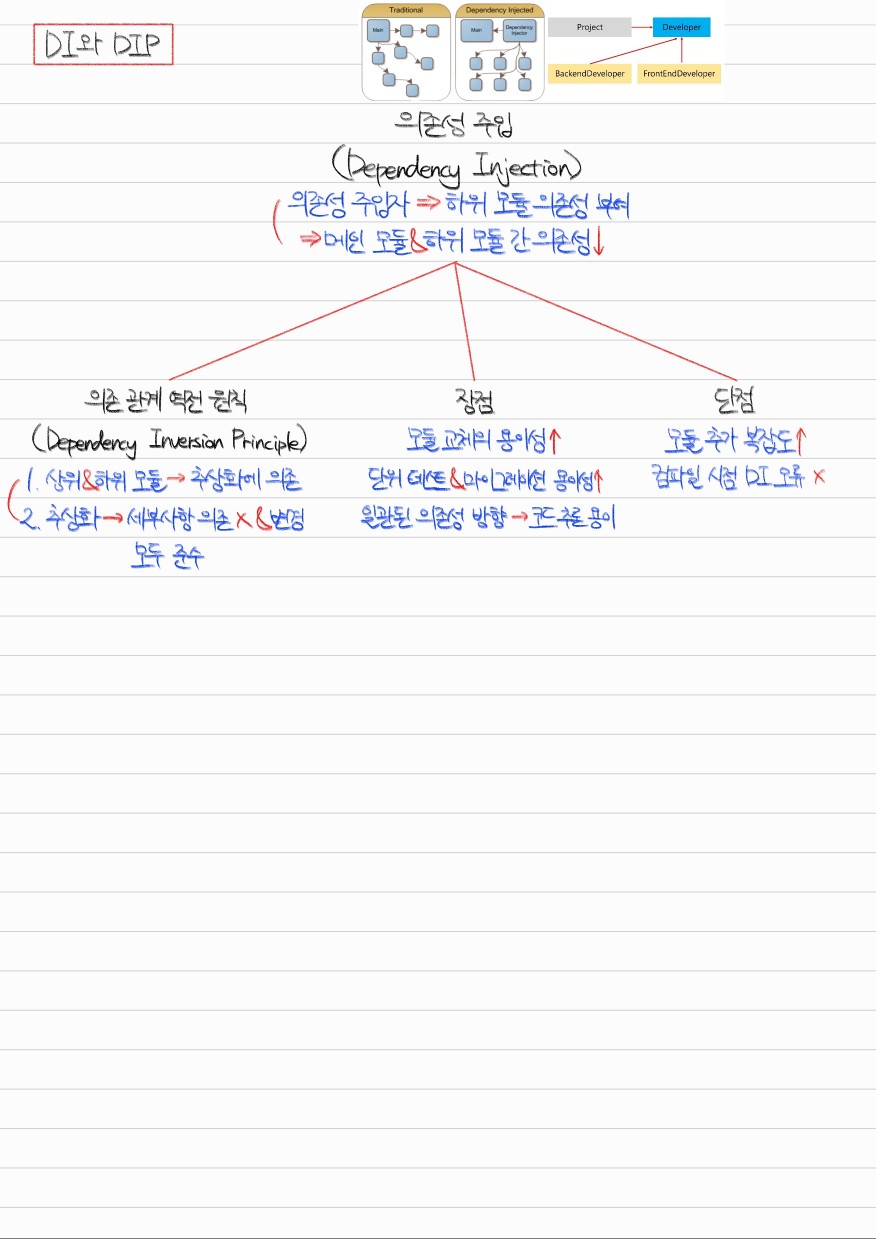 DI와 DIP
Traditional
Main
Dependency Injected
Main
Dependency Injector
Project
Developer
BackendDeveloper
FrontEndDeveloper
의존성 주입
(Dependency Injection)
의존성 주입자 ⇒ 하위 모듈 의존성 부여
⇒ 메인 모듈 & 하위 모듈 간 의존성↓
의존 관계 역전 원칙
(Dependency Inversion Principle)
1. 상위&하위 모듈 → 추상화에 의존
2. 추상화 → 세부사항 의존 X & 변경
모두 준수
장점
모듈 교체의 용이성↑
단위 테스트&마이그레이션 용이성↑
일관된 의존성 방향 → 코드 추론 용이
단점
모듈 추가 복잡도↑
컴파일 시점 DI 오류 X